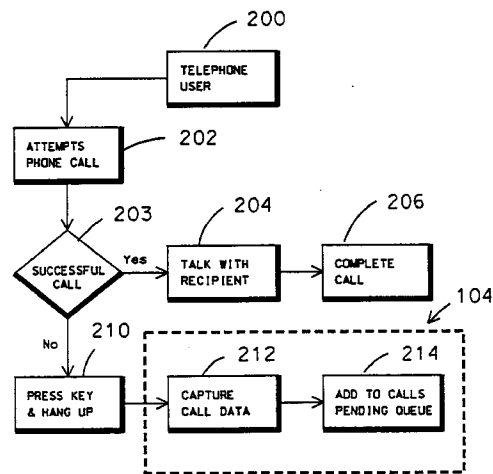 200
TELEPHONE
USER
202
ATTEMPTS
PHONE CALL
203
204
206
SUCCESSFUL
CALL
Yes
TALK WITH
RECIPIENT
COMPLETE
CALL
104
No
210
212
214
PRESS KEY
& HANG UP
CAPTURE
CALL DATA
ADD TO CALLS
PENDING QUEUE